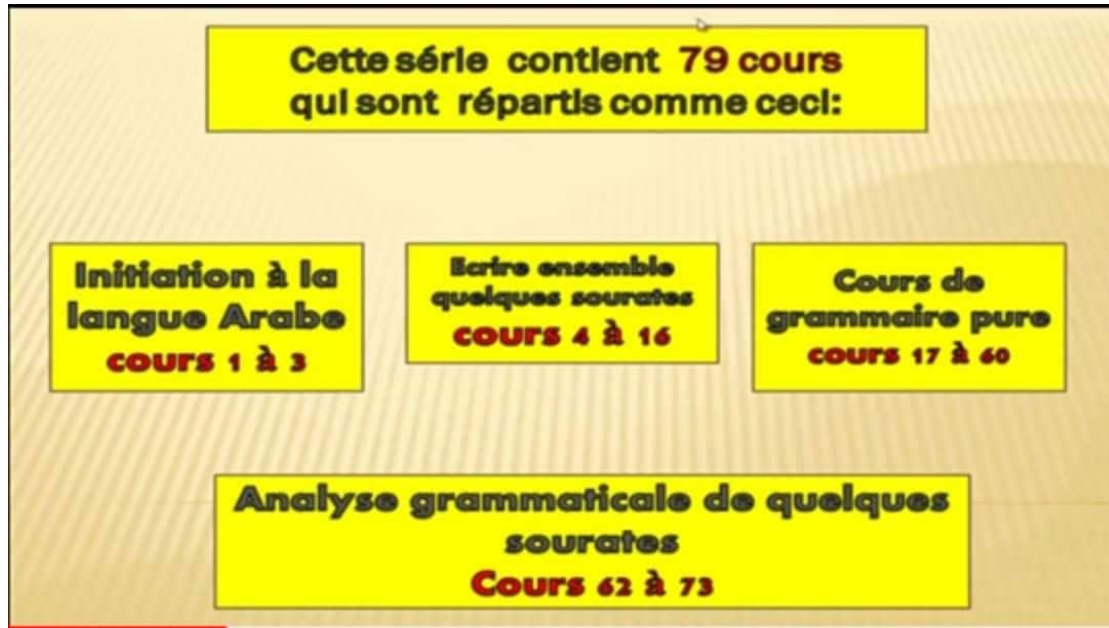 Cette série contient 79 cours
qui sont répartis comme ceci:
Initiation à la
langue Arabe
cours 1 à 3
Ecrire ensemble
quelques sourates
cours 4 à 16
Cours de
grammaire pure
cours 17 à 60
Analyse grammaticale de quelques
sourates
Cours 62 à 73